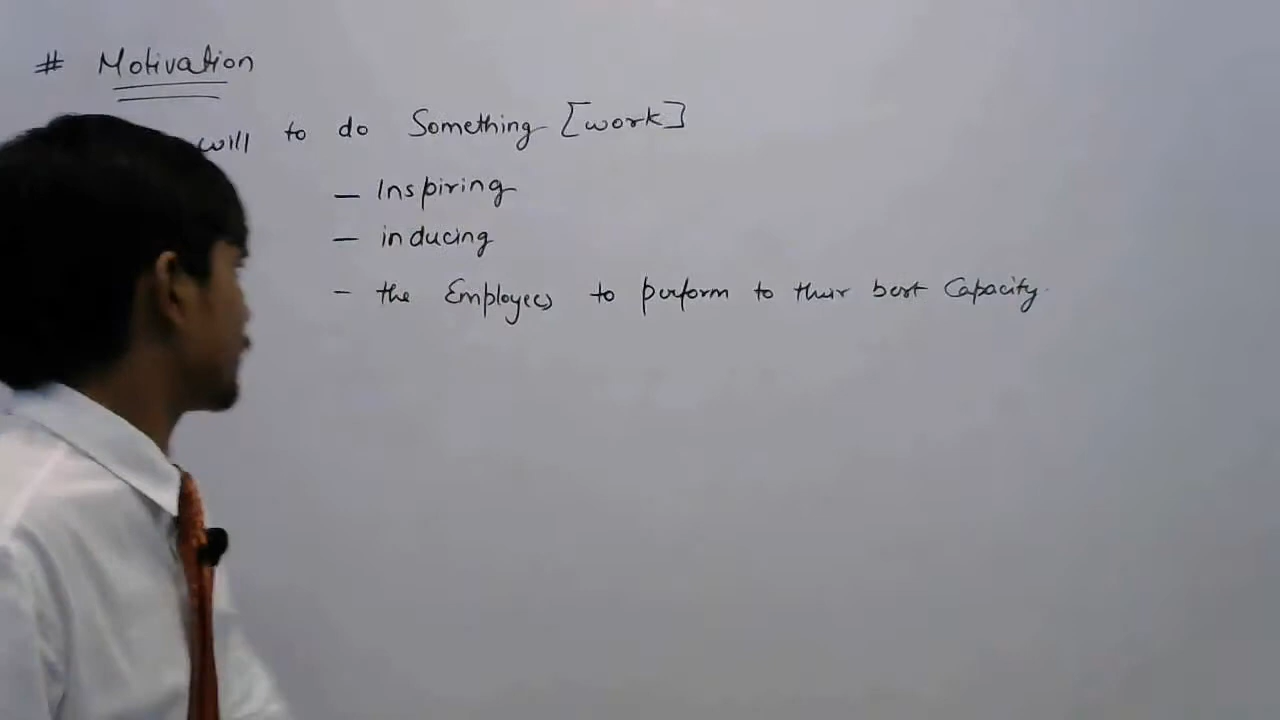 # Motivation
will to do Something [work]
— Inspiring
— inducing
- the Employees to perform to their best Capacity.